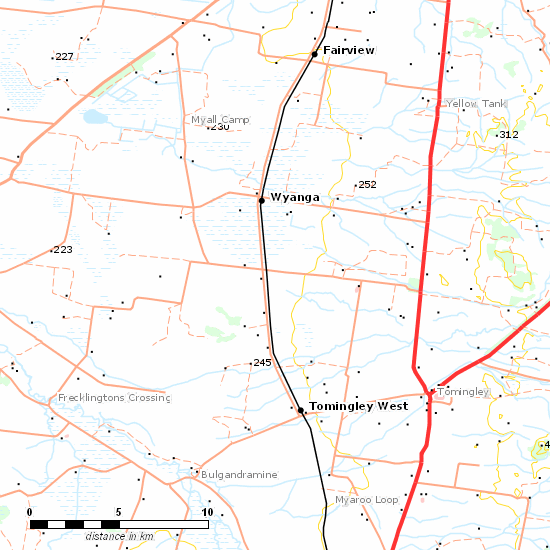 Fairview
227
Yellow Tank
Myall Camp
230
312
252
Wyanga
223
245
Tomingley
Frecklingtons Crossing
Tomingley West
4
Bulgandramine
Myaroo Loop
0 5 10
distance in km